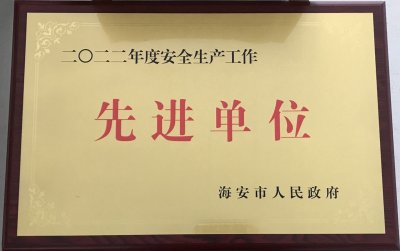 二〇二二年度安全生产工作
先进单位
海安市人民政府